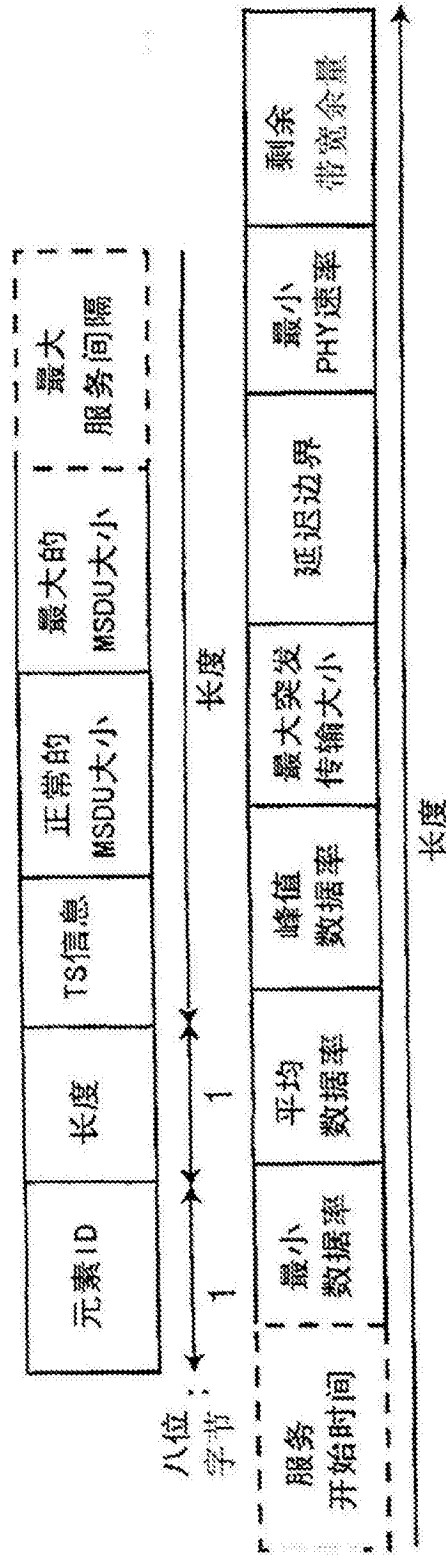 元素ID
长度
TS信息
正常的
MSDU大小
最大的
MSDU大小
最大
服务间隔
八位:
字节
1
1
长度
服务
开始时间
最小
数据率
平均
数据率
峰值
数据率
最大突发
传输大小
延迟边界
最小
PHY速率
剩余
带宽余量
长度